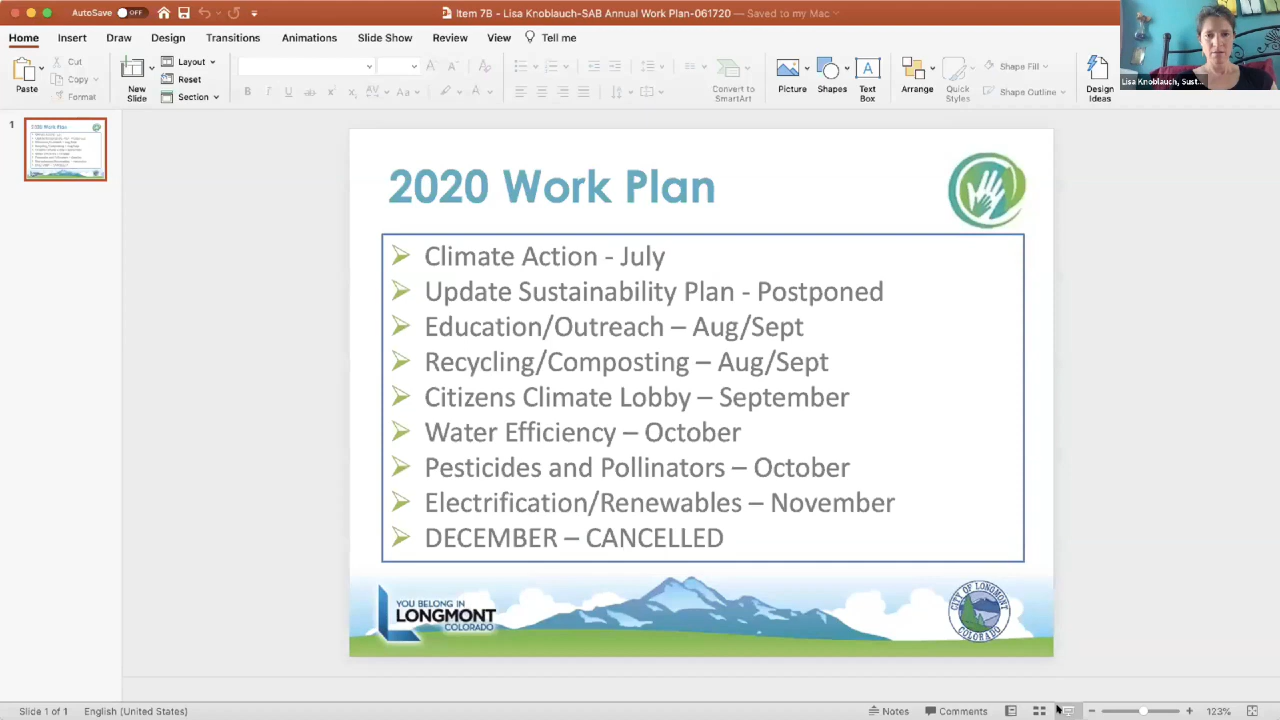 AutoSave OFF
Item 7B - Lisa Knoblauch-SAB Annual Work Plan-061720 — Saved to my Mac
Home Insert Draw Design Transitions Animations Slide Show Review View Tell me
Paste
Cut
Copy
Format
New Slide
Layout
Reset
Section
Convert to SmartArt
Picture
Shapes
Text Box
Arrange
Quick Styles
Shape Fill
Shape Outline
Design Ideas
Lisa Knoblauch, Sust...
1
2020 Work Plan
Climate Action - July
Update Sustainability Plan - Postponed
Education/Outreach – Aug/Sept
Recycling/Composting – Aug/Sept
Citizens Climate Lobby – September
Water Efficiency – October
Pesticides and Pollinators – October
Electrification/Renewables – November
DECEMBER – CANCELLED
YOU BELONG IN
LONGMONT
COLORADO
CITY OF LONGMONT
COLORADO
Slide 1 of 1 English (United States) Notes Comments 123%